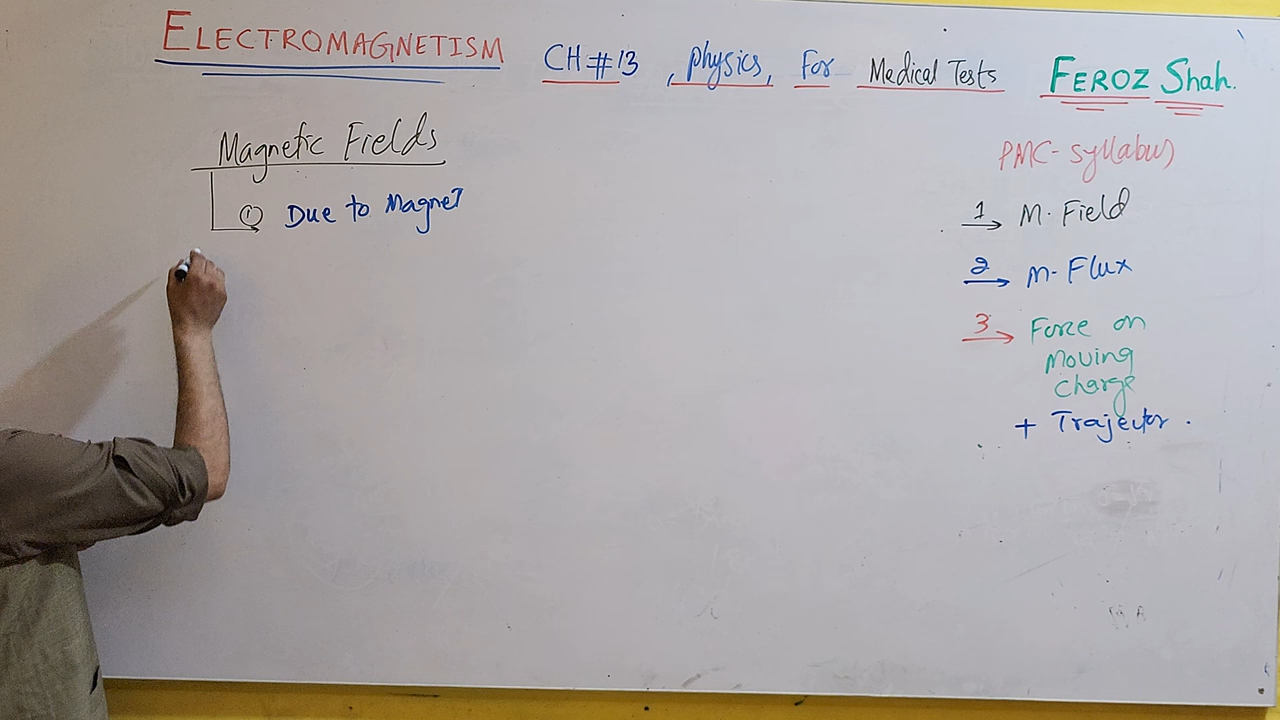 ELECTROMAGNETISM CH#13, Physics, For Medical Tests FEROZ Shah.
Magnetic Fields
① Due to Magnet
PMC-Syllabus
1 M. Field
2 M-Flux
3 Force on
Moving
Charge
+ Trajector.